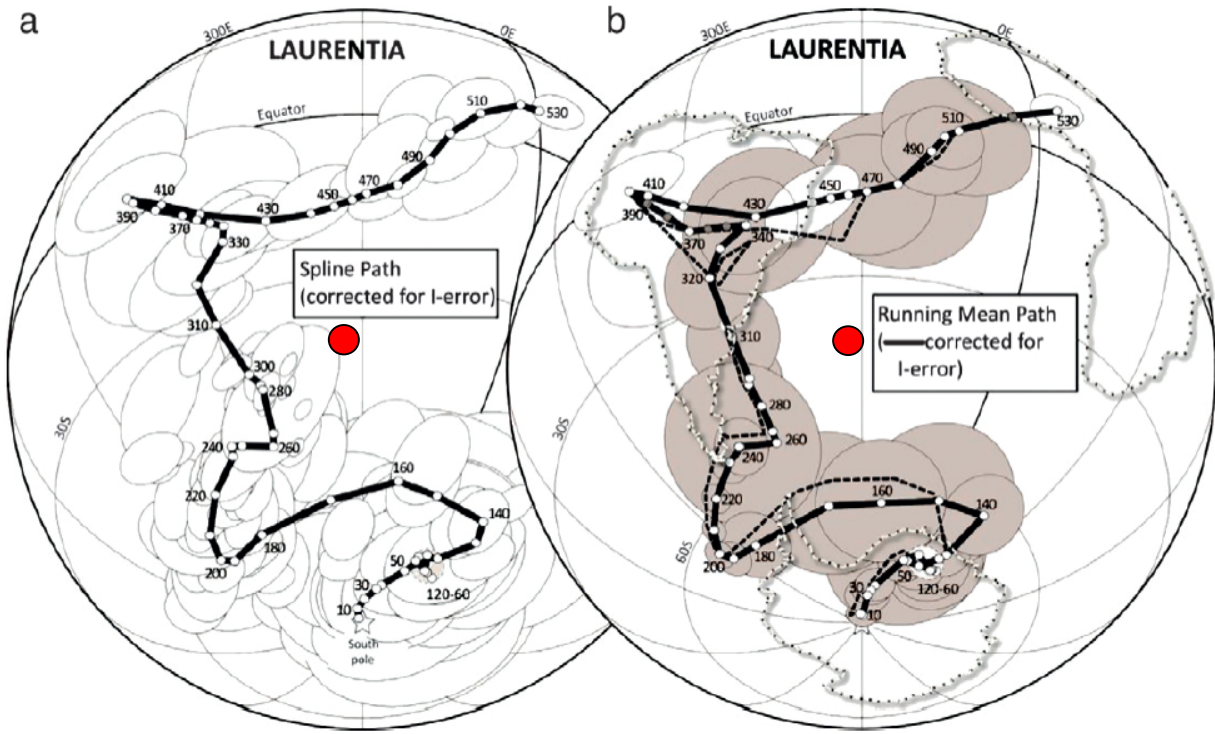 a
300E
0E
LAURENTIA
Equator
510
530
490
470
450
430
410
390
370
330
Spline Path
(corrected for I-error)
310
300
280
30S
240
260
220
160
140
180
200
50
30
120-60
10
South
pole
b
300E
0E
LAURENTIA
Equator
510
530
490
470
450
430
410
390
370
340
320
Running Mean Path
(corrected for
I-error)
310
280
30S
260
240
220
160
140
180
200
60S
50
30
120-60
10